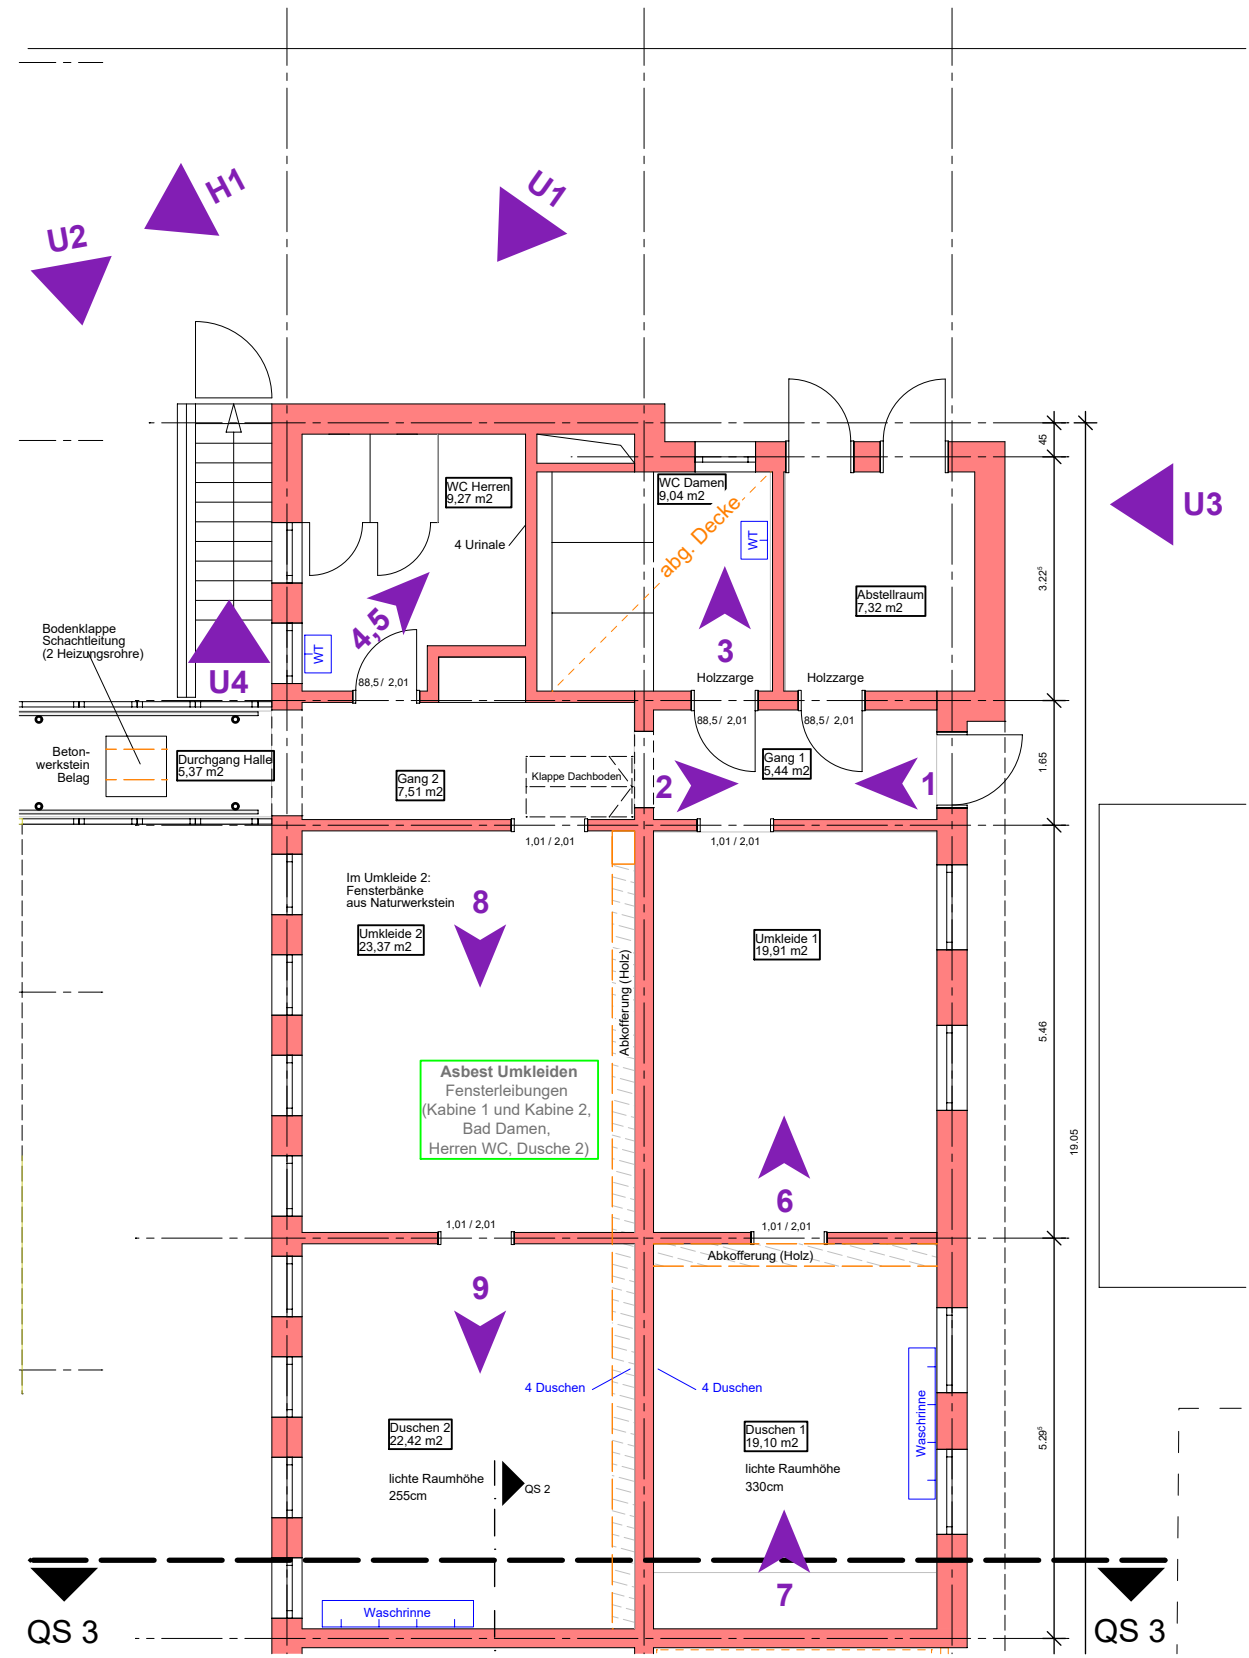 H1
U1
U2
U3
45
WC Herren
9,27 m2
WC Damen
9,04 m2
abg. Decke
WT
4 Urinale
3.22⁵
Abstellraum
7,32 m2
4,5
WT
3
Bodenklappe
Schachtleitung
(2 Heizungsrohre)
U4
88,5/ 2,01
Holzzarge
Holzzarge
88,5/ 2,01
88,5/ 2,01
Beton-
werkstein
Belag
Durchgang Halle
5,37 m2
Gang 2
7,51 m2
Klappe Dachboden
2
Gang 1
5,44 m2
1
1.65
1,01 / 2,01
1,01 / 2,01
Im Umkleide 2:
Fensterbänke
aus Naturwerkstein
8
Umkleide 2
23,37 m2
Umkleide 1
19,91 m2
Abkofferung (Holz)
5.46
Asbest Umkleiden
Fensterleibungen
(Kabine 1 und Kabine 2,
Bad Damen,
Herren WC, Dusche 2)
19.05
6
1,01 / 2,01
1,01 / 2,01
Abkofferung (Holz)
9
4 Duschen
4 Duschen
Waschrinne
Duschen 2
22,42 m2
Duschen 1
19,10 m2
5.29⁵
lichte Raumhöhe
255cm
QS 2
lichte Raumhöhe
330cm
7
Waschrinne
QS 3
QS 3